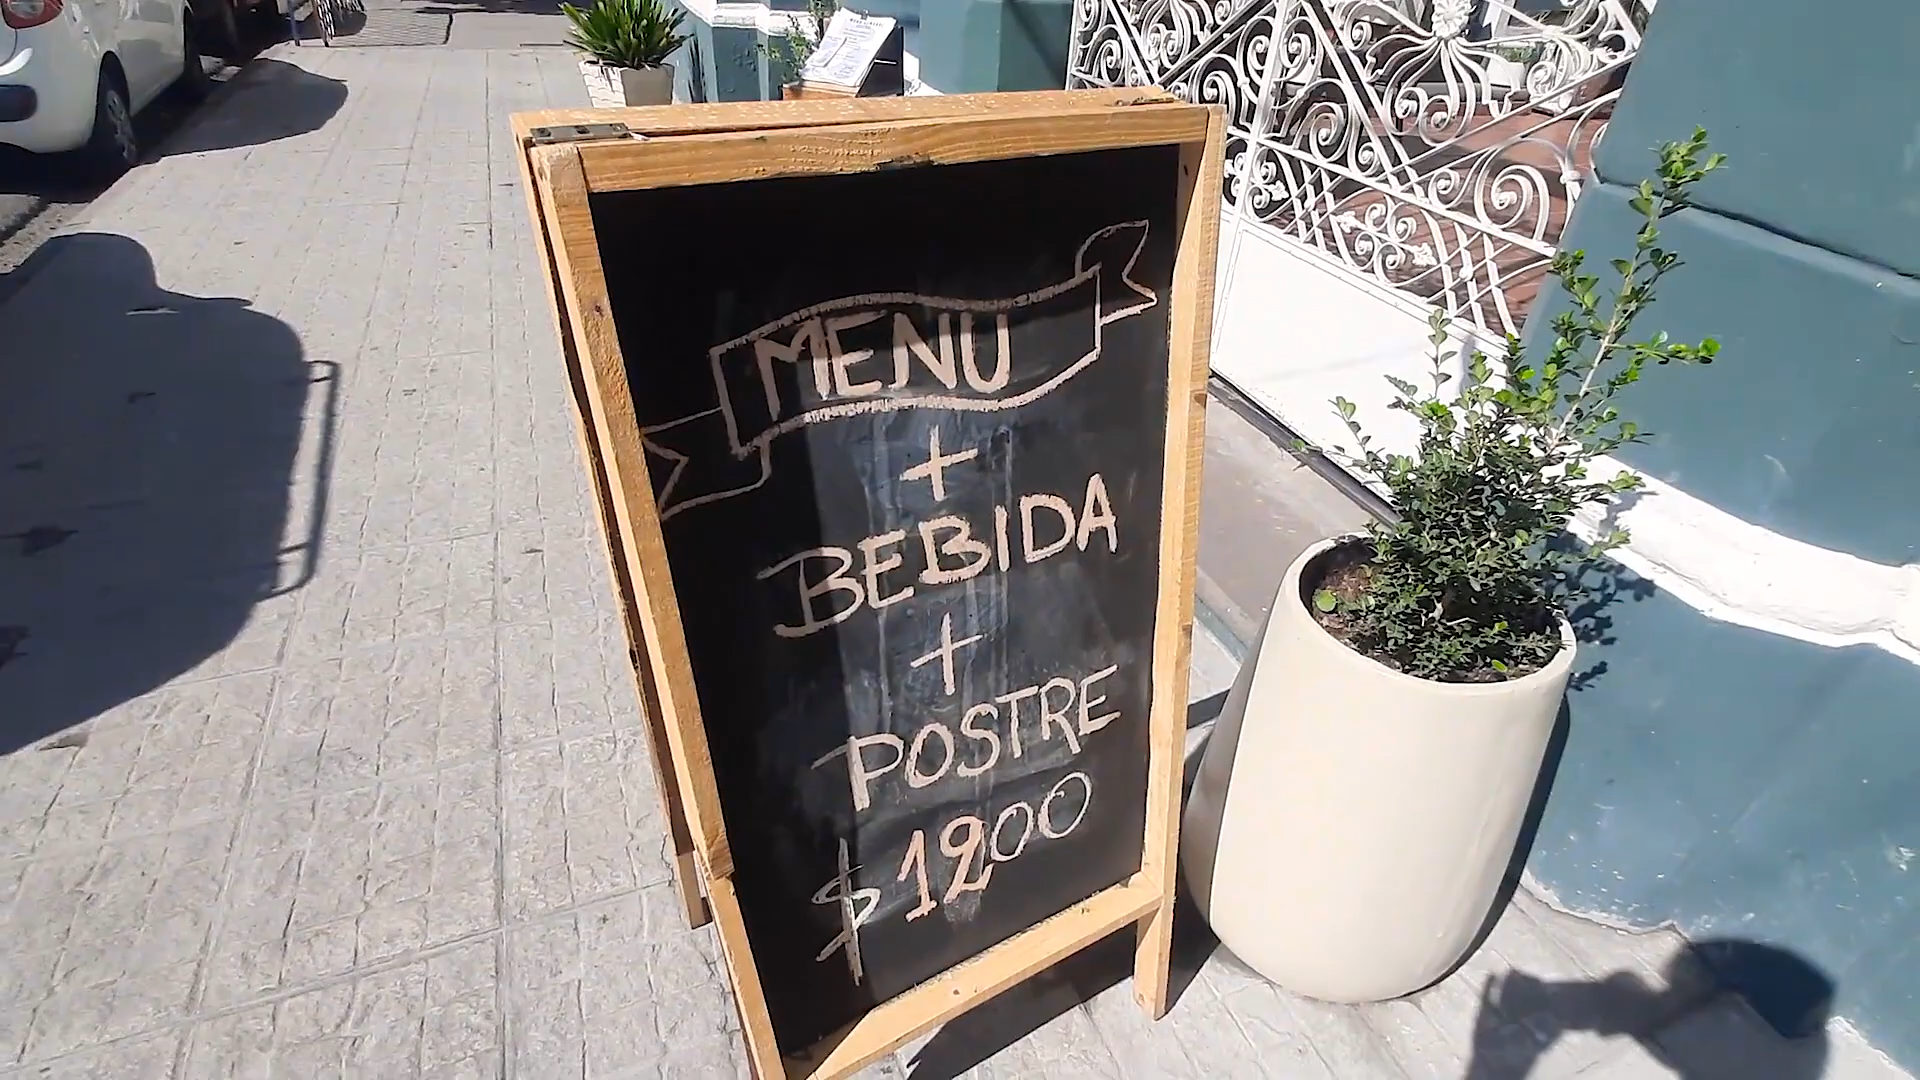 MENU
+
BEBIDA
+
POSTRE
$1200